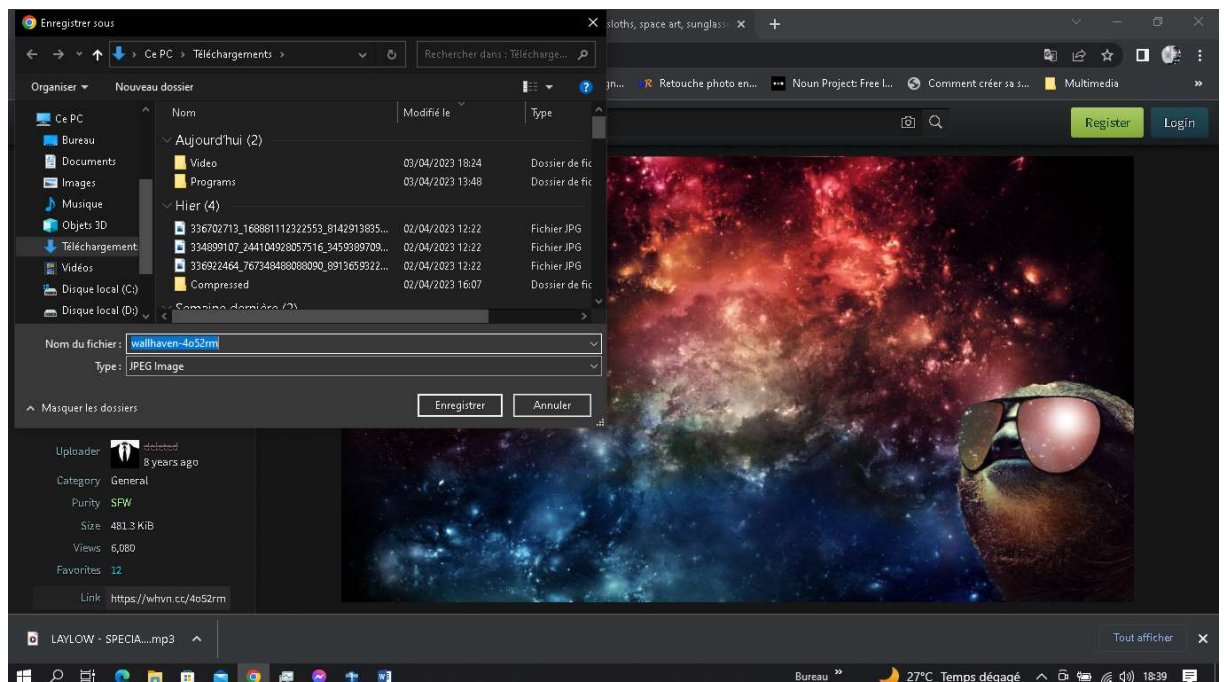 Enregistrer sous
sloths, space art, sunglass
Ce PC > Téléchargements >
Rechercher dans : Télécharge...
Organiser
Nouveau dossier
Retouche photo en...
Noun Project: Free I...
Comment créer sa s...
Multimedia
»
Ce PC
Bureau
Documents
Images
Musique
Objets 3D
Téléchargement
Vidéos
Disque local (C:)
Disque local (D:)
Nom Modifié le Type
Aujourd'hui (2)
Video 03/04/2023 18:24 Dossier de fic
Programs 03/04/2023 13:48 Dossier de fic
Hier (4)
336702713_168881112322553_8142913835... 02/04/2023 12:22 Fichier JPG
334899107_244104928057516_3459389709... 02/04/2023 12:22 Fichier JPG
336922464_767348488088090_8913659322... 02/04/2023 12:22 Fichier JPG
Compressed 02/04/2023 16:07 Dossier de fic
Semaine dernière (2)
Register
Login
Nom du fichier : wallhaven-4o52rm
Type : JPEG Image
Masquer les dossiers
Enregistrer
Annuler
Uploader deleted
8 years ago
Category General
Purity SFW
Size 481.3 KiB
Views 6,080
Favorites 12
Link https://whvn.cc/4o52rm
LAYLOW - SPECIA....mp3
Tout afficher
Bureau »
27°C Temps dégagé
18:39